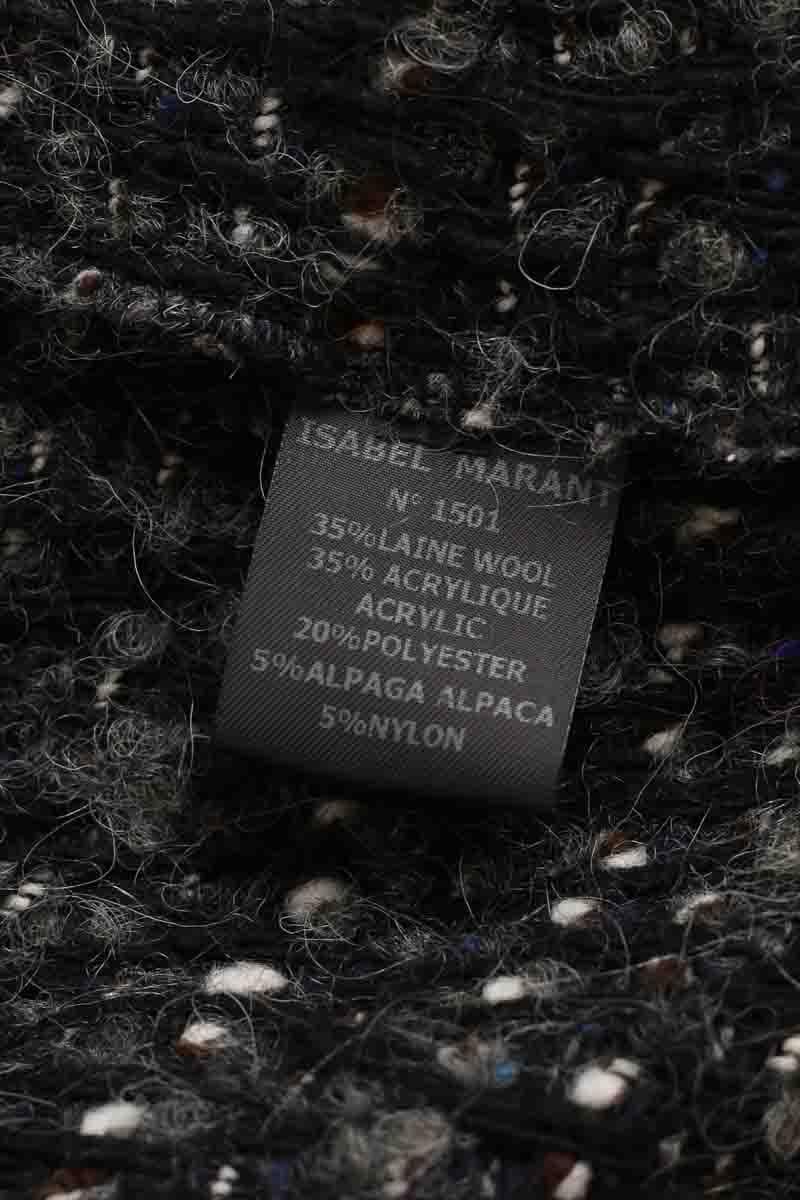 ISABEL MARANT
N° 1501
35%LAINE WOOL
35% ACRYLIQUE
ACRYLIC
20%POLYESTER
5%ALPAGA ALPACA
5%NYLON